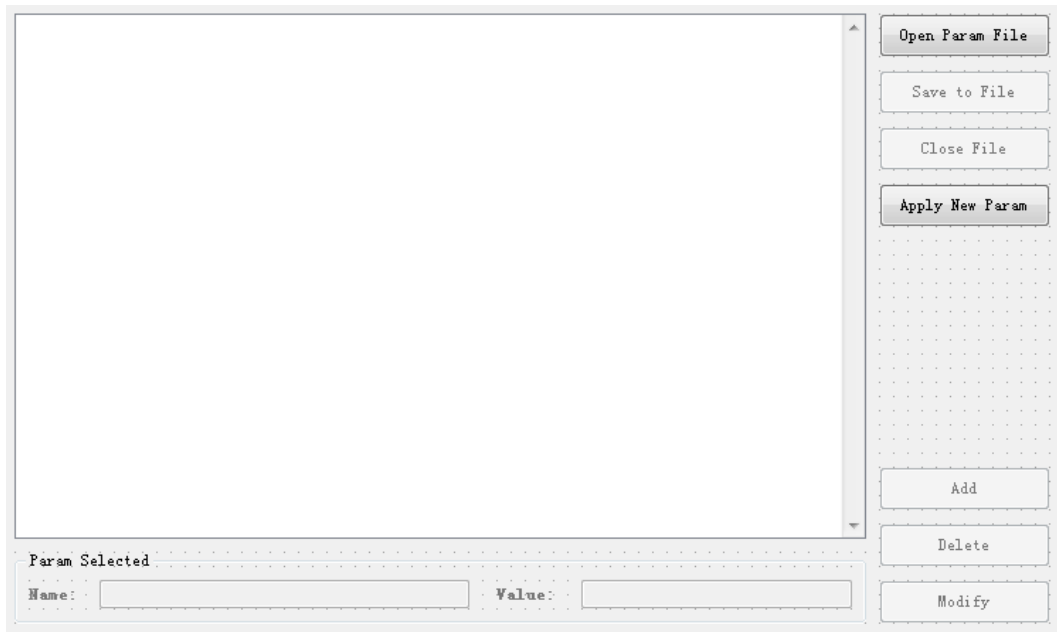 Open Param File
Save to File
Close File
Apply New Param
Add
Delete
Modify
Param Selected
Name:
Value: